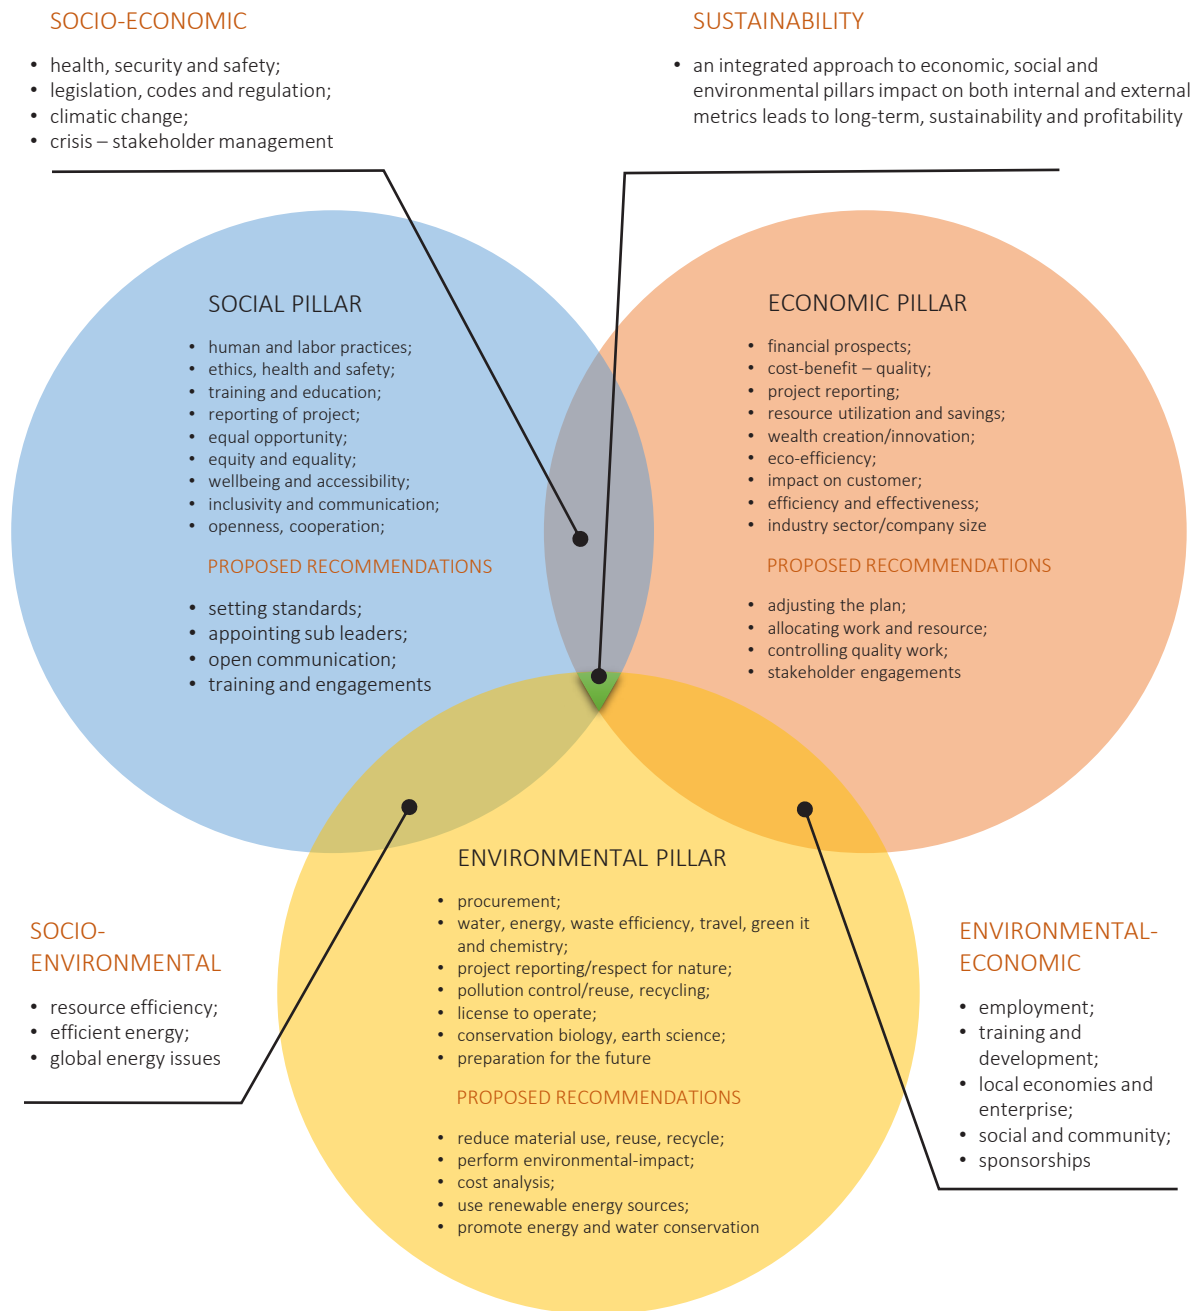 SOCIO-ECONOMIC
• health, security and safety;
• legislation, codes and regulation;
• climatic change;
• crisis – stakeholder management
SUSTAINABILITY
• an integrated approach to economic, social and
environmental pillars impact on both internal and external
metrics leads to long-term, sustainability and profitability
SOCIAL PILLAR
• human and labor practices;
• ethics, health and safety;
• training and education;
• reporting of project;
• equal opportunity;
• equity and equality;
• wellbeing and accessibility;
• inclusivity and communication;
• openness, cooperation;
PROPOSED RECOMMENDATIONS
• setting standards;
• appointing sub leaders;
• open communication;
• training and engagements
ECONOMIC PILLAR
• financial prospects;
• cost-benefit – quality;
• project reporting;
• resource utilization and savings;
• wealth creation/innovation;
• eco-efficiency;
• impact on customer;
• efficiency and effectiveness;
• industry sector/company size
PROPOSED RECOMMENDATIONS
• adjusting the plan;
• allocating work and resource;
• controlling quality work;
• stakeholder engagements
ENVIRONMENTAL PILLAR
• procurement;
• water, energy, waste efficiency, travel, green it
and chemistry;
• project reporting/respect for nature;
• pollution control/reuse, recycling;
• license to operate;
• conservation biology, earth science;
• preparation for the future
PROPOSED RECOMMENDATIONS
• reduce material use, reuse, recycle;
• perform environmental-impact;
• cost analysis;
• use renewable energy sources;
• promote energy and water conservation
SOCIO-
ENVIRONMENTAL
• resource efficiency;
• efficient energy;
• global energy issues
ENVIRONMENTAL-
ECONOMIC
• employment;
• training and
development;
• local economies and
enterprise;
• social and community;
• sponsorships